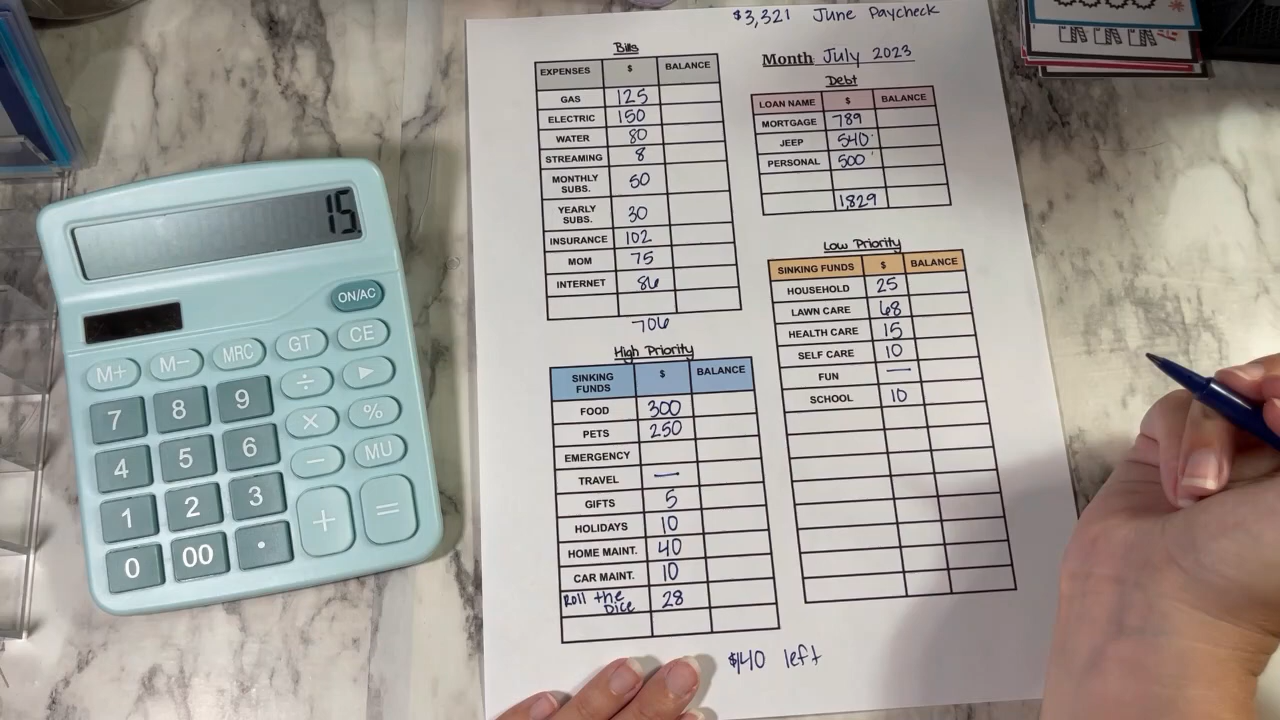 $3,321 June Paycheck
Month July 2023
Bills
EXPENSES $ BALANCE
GAS 125
ELECTRIC 150
WATER 80
STREAMING 8
MONTHLY SUBS. 50
YEARLY SUBS. 30
INSURANCE 102
MOM 75
INTERNET 86
706
Debt
LOAN NAME $ BALANCE
MORTGAGE 789
JEEP 540
PERSONAL 500
1,829
High Priority
SINKING FUNDS $ BALANCE
FOOD 300
PETS 250
EMERGENCY
TRAVEL —
GIFTS 5
HOLIDAYS 10
HOME MAINT. 40
CAR MAINT. 10
Roll the Dice 28
Low Priority
SINKING FUNDS $ BALANCE
HOUSEHOLD 25
LAWN CARE 68
HEALTH CARE 15
SELF CARE 10
FUN —
SCHOOL 10
$140 left
15.
ON/AC
M+ M− MRC GT CE
7 8 9 ÷ ►
4 5 6 × %
1 2 3 − MU
0 00 . + =